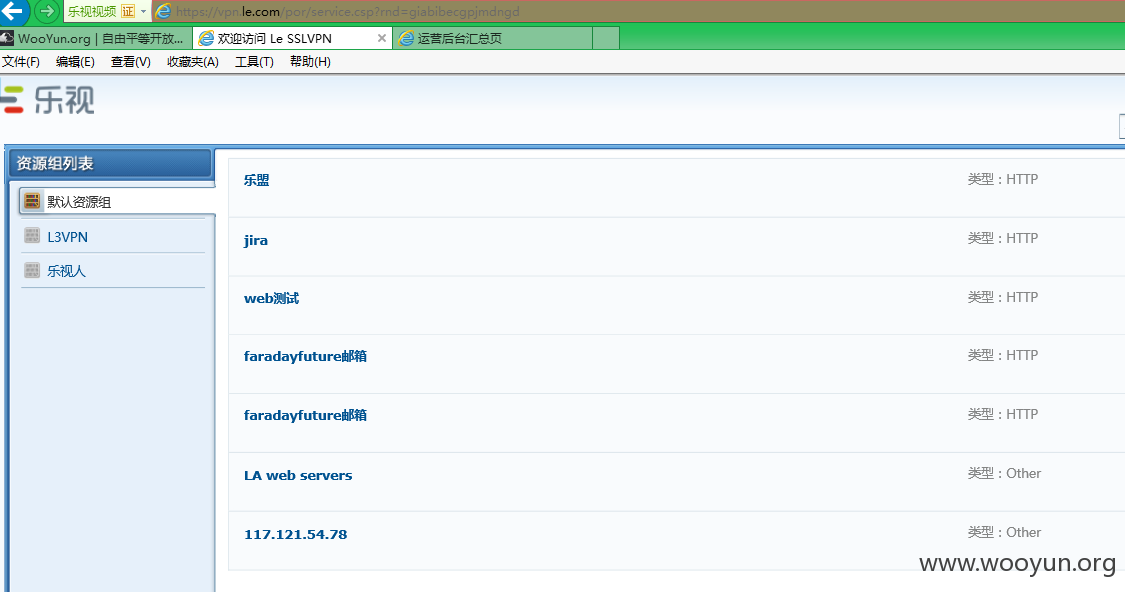 乐视视频 证 https://vpn.le.com/por/service.csp?rnd=giabibecgpjmdngd
WooYun.org | 自由平等开放... 欢迎访问 Le SSLVPN 运营后台汇总页
文件(F) 编辑(E) 查看(V) 收藏夹(A) 工具(T) 帮助(H)
乐视
资源组列表
默认资源组
L3VPN
乐视人
乐盟 类型：HTTP
jira 类型：HTTP
web测试 类型：HTTP
faradayfuture邮箱 类型：HTTP
faradayfuture邮箱 类型：HTTP
LA web servers 类型：Other
117.121.54.78 类型：Other
www.wooyun.org